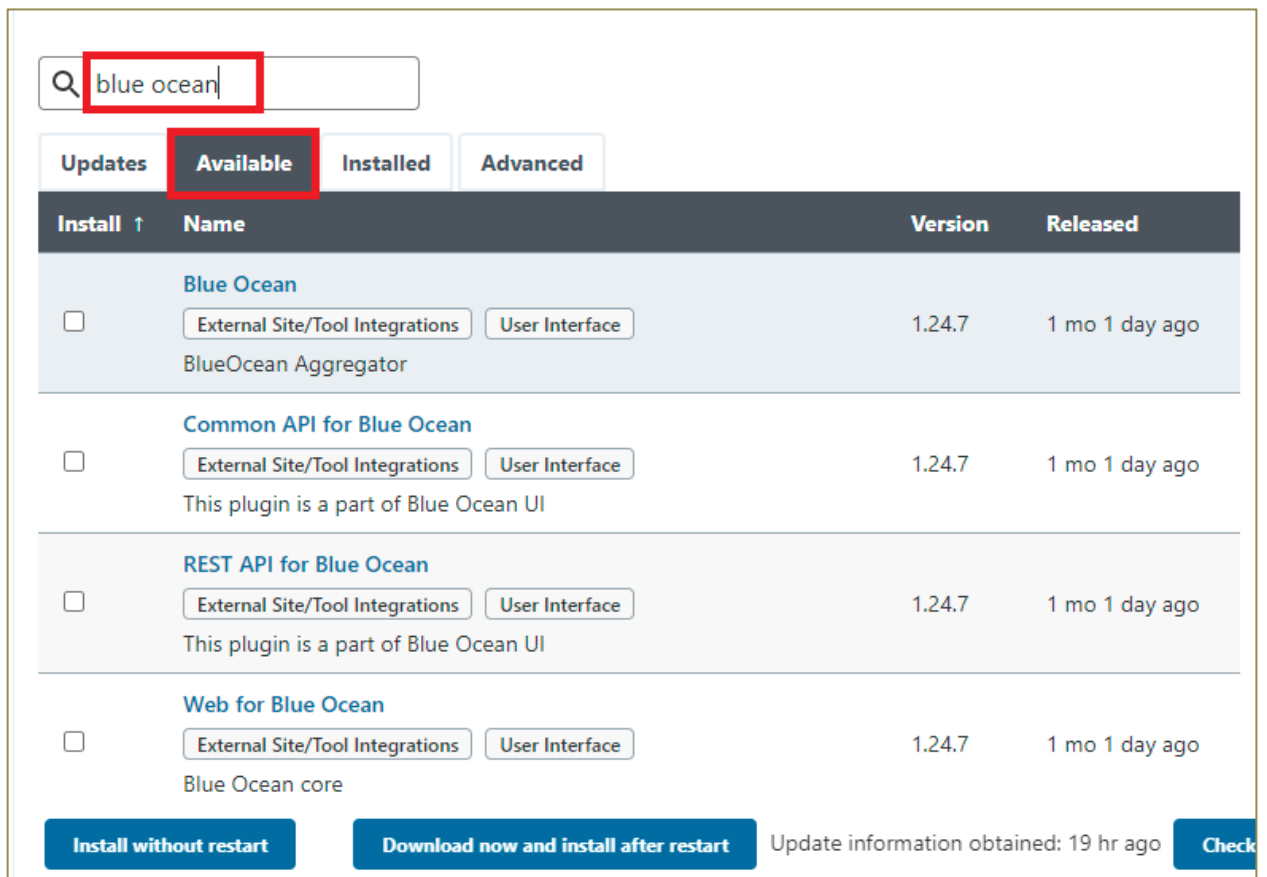 blue ocean
Updates Available Installed Advanced
Install ↑ Name Version Released
Blue Ocean
External Site/Tool Integrations User Interface 1.24.7 1 mo 1 day ago
BlueOcean Aggregator
Common API for Blue Ocean
External Site/Tool Integrations User Interface 1.24.7 1 mo 1 day ago
This plugin is a part of Blue Ocean UI
REST API for Blue Ocean
External Site/Tool Integrations User Interface 1.24.7 1 mo 1 day ago
This plugin is a part of Blue Ocean UI
Web for Blue Ocean
External Site/Tool Integrations User Interface 1.24.7 1 mo 1 day ago
Blue Ocean core
Install without restart Download now and install after restart Update information obtained: 19 hr ago Check